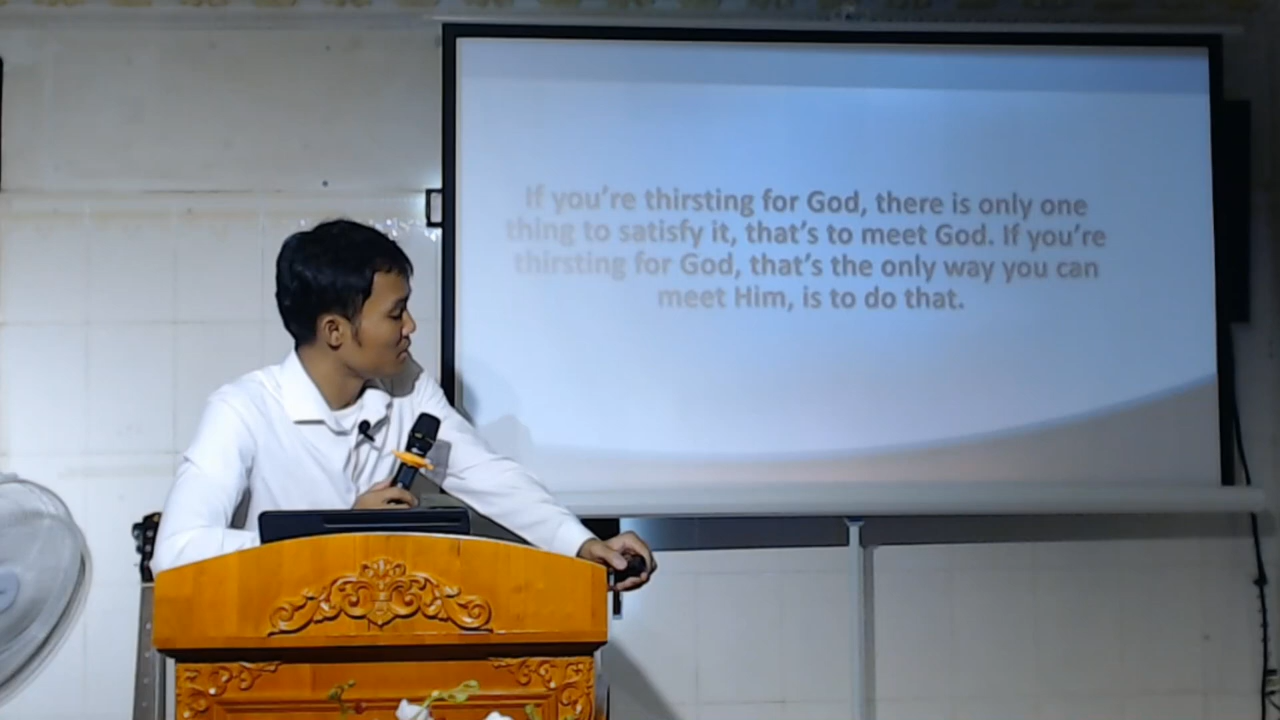 If you’re thirsting for God, there is only one
thing to satisfy it, that’s to meet God. If you’re
thirsting for God, that’s the only way you can
meet Him, is to do that.